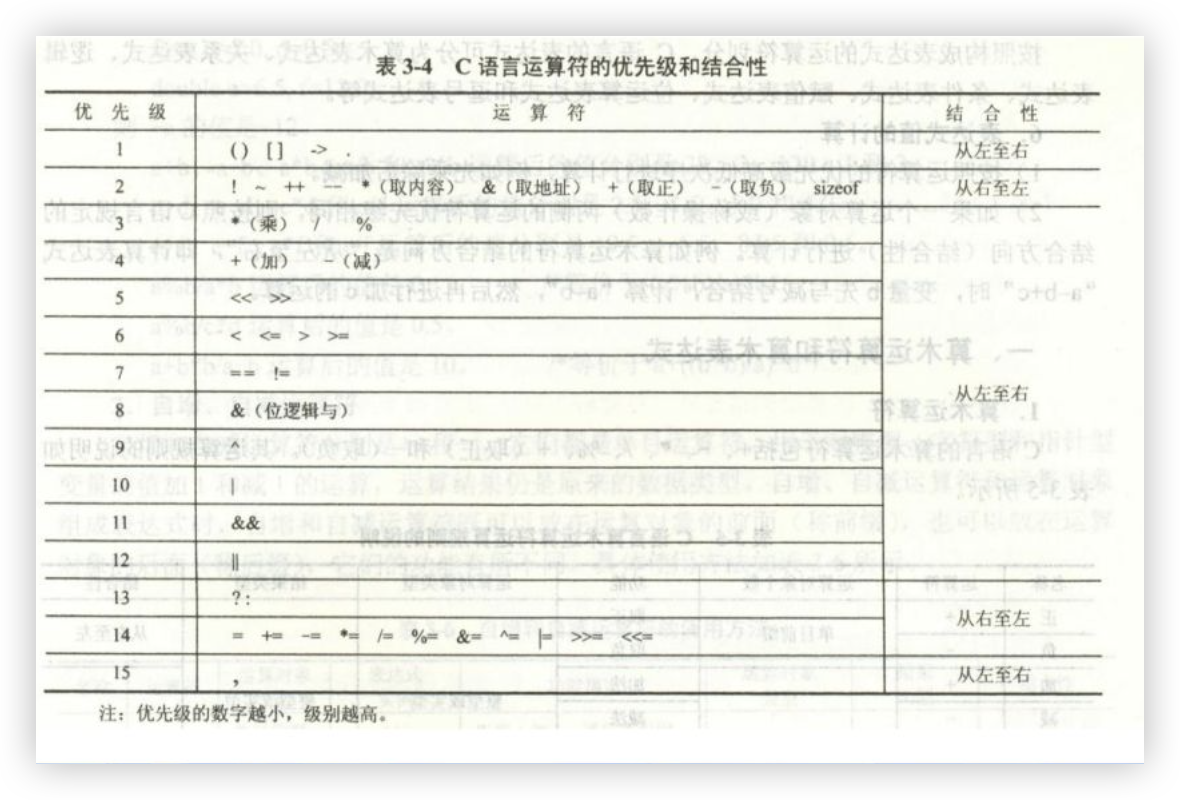 表 3-4 C 语言运算符的优先级和结合性
优先级 运算符 结合性
1 () [] -> . 从左至右
2 ! ~ ++ -- *(取内容) &(取地址) +(取正) -(取负) sizeof 从右至左
3 *(乘) / %
4 +(加) -(减)
5 << >>
6 < <= > >=
7 == !=
从左至右
8 &(位逻辑与)
9 ^
10 |
11 &&
12 ||
13 ?:
从右至左
14 = += -= *= /= %= &= ^= |= >>= <<=
15 , 从左至右
注：优先级的数字越小，级别越高。